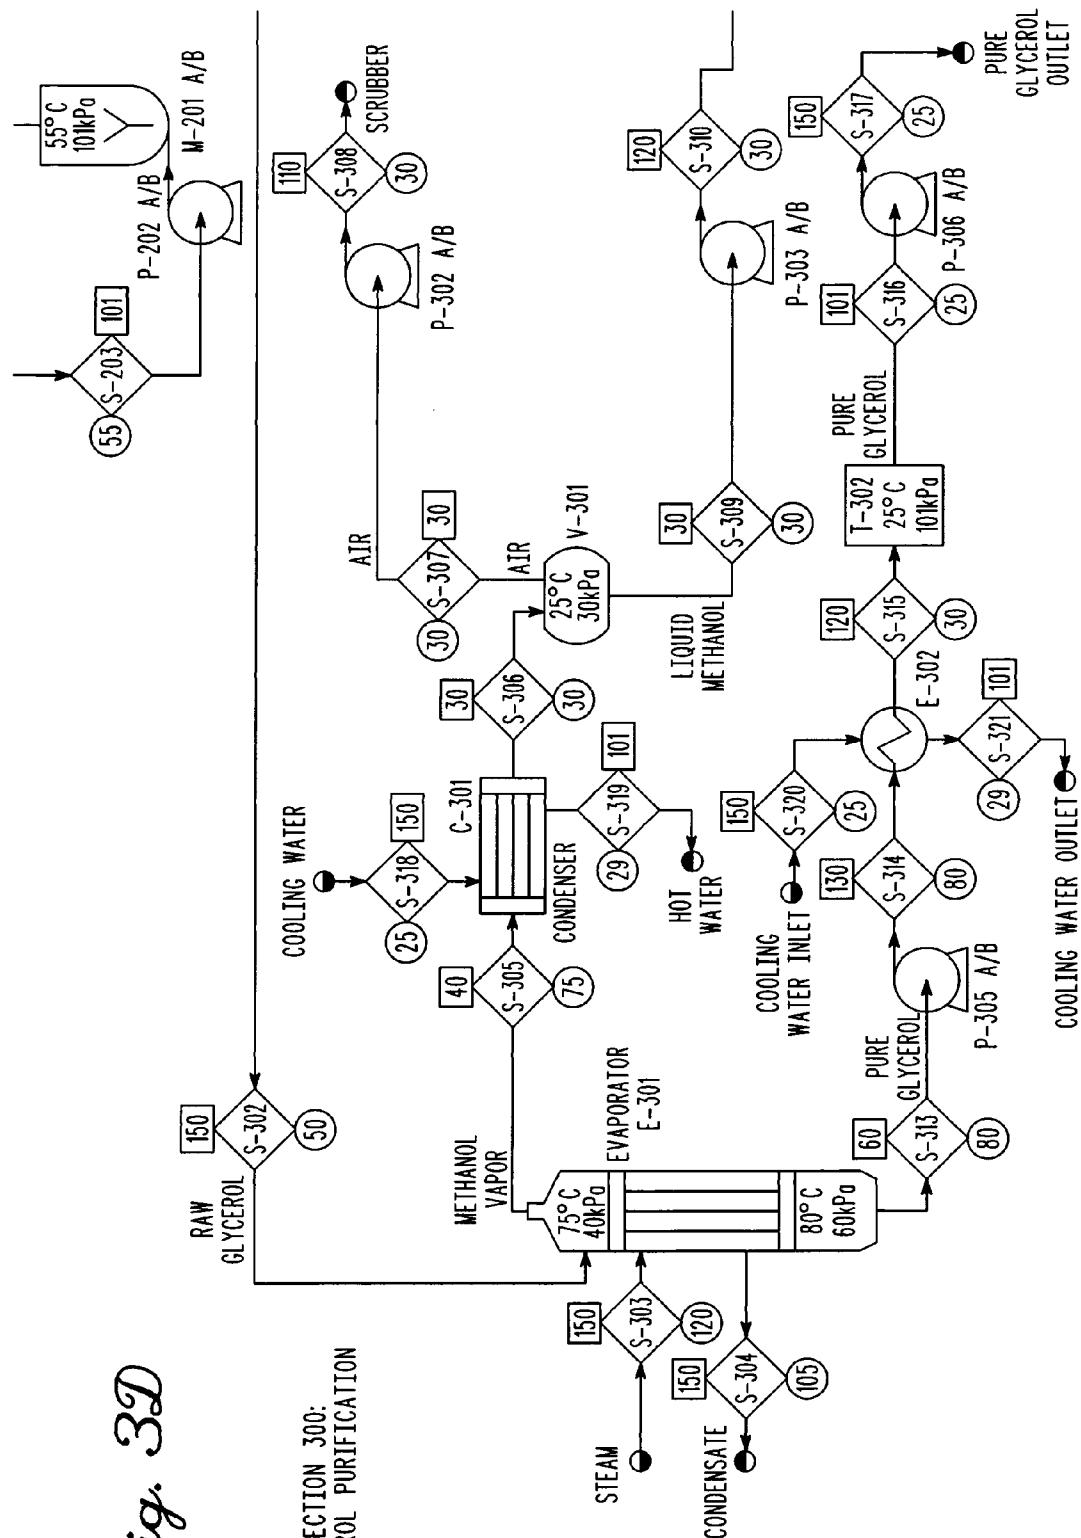 ig. 3D
ECTION 300:
ROL PURIFICATION
STEAM
150
S-303
120
CONDENSATE
150
S-304
105
RAW
GLYCEROL
150
S-302
50
METHANOL
VAPOR
75°C
40kPa
80°C
60kPa
EVAPORATOR
E-301
40
S-305
75
COOLING WATER
150
S-318
25
C-301
CONDENSER
101
S-319
29
HOT
WATER
30
S-306
30
25°C
30kPa
V-301
AIR
30
S-307
30
AIR
P-302 A/B
110
S-308
30
SCRUBBER
LIQUID
METHANOL
30
S-309
30
P-303 A/B
120
S-310
30
55
S-203
101
P-202 A/B
55°C
101kPa
M-201 A/B
60
S-313
80
PURE
GLYCEROL
P-305 A/B
130
S-314
80
COOLING
WATER INLET
150
S-320
25
E-302
101
S-321
29
COOLING WATER OUTLET
120
S-315
30
T-302
25°C
101kPa
PURE
GLYCEROL
101
S-316
25
P-306 A/B
150
S-317
25
PURE
GLYCEROL
OUTLET